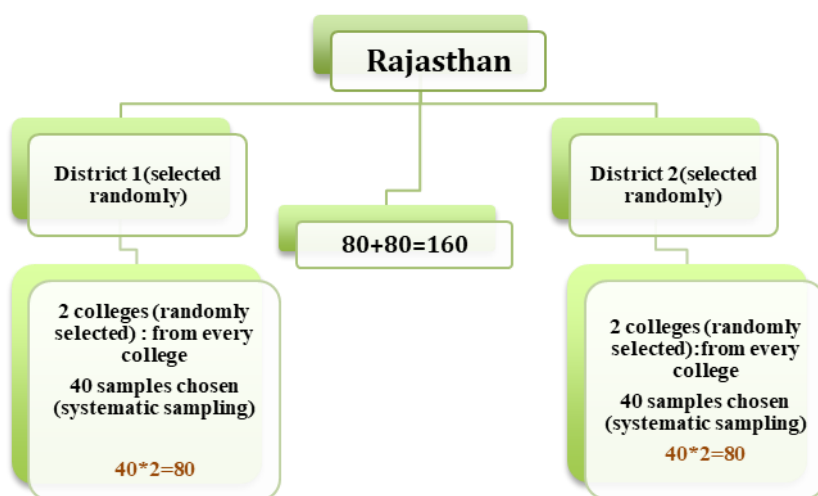 Rajasthan
District 1(selected
randomly)
80+80=160
District 2(selected
randomly)
2 colleges (randomly
selected) : from every
college
40 samples chosen
(systematic sampling)
40*2=80
2 colleges (randomly
selected):from every
college
40 samples chosen
(systematic sampling)
40*2=80